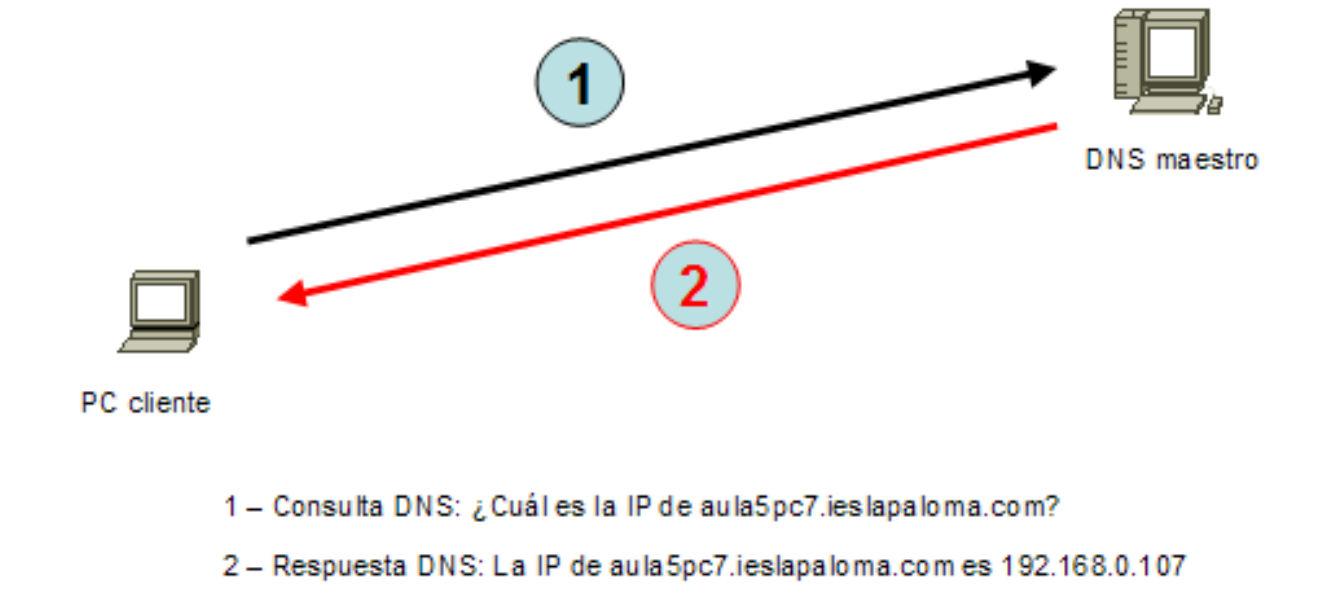 1
DNS maestro
2
PC cliente
1 – Consulta DNS: ¿Cuál es la IP de aula5pc7.ieslapaloma.com?
2 – Respuesta DNS: La IP de aula5pc7.ieslapaloma.com es 192.168.0.107